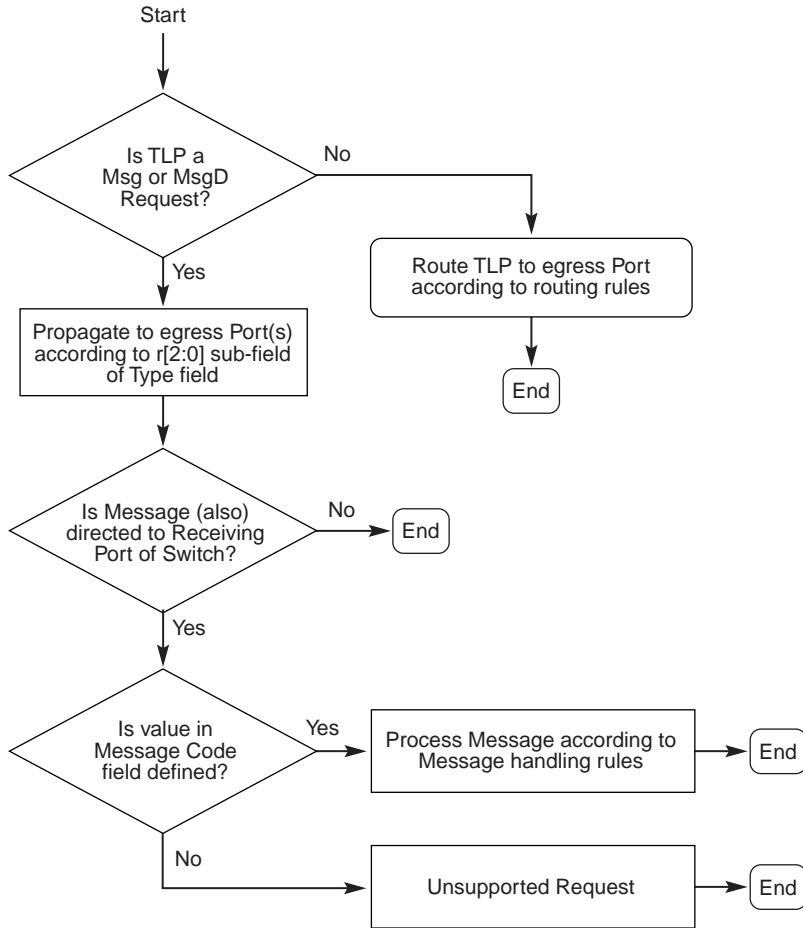 Start
Is TLP a
Msg or MsgD
Request?
No
Yes
Route TLP to egress Port
according to routing rules
End
Propagate to egress Port(s)
according to r[2:0] sub-field
of Type field
Is Message (also)
directed to Receiving
Port of Switch?
No
End
Yes
Is value in
Message Code
field defined?
Yes
Process Message according to
Message handling rules
End
No
Unsupported Request
End